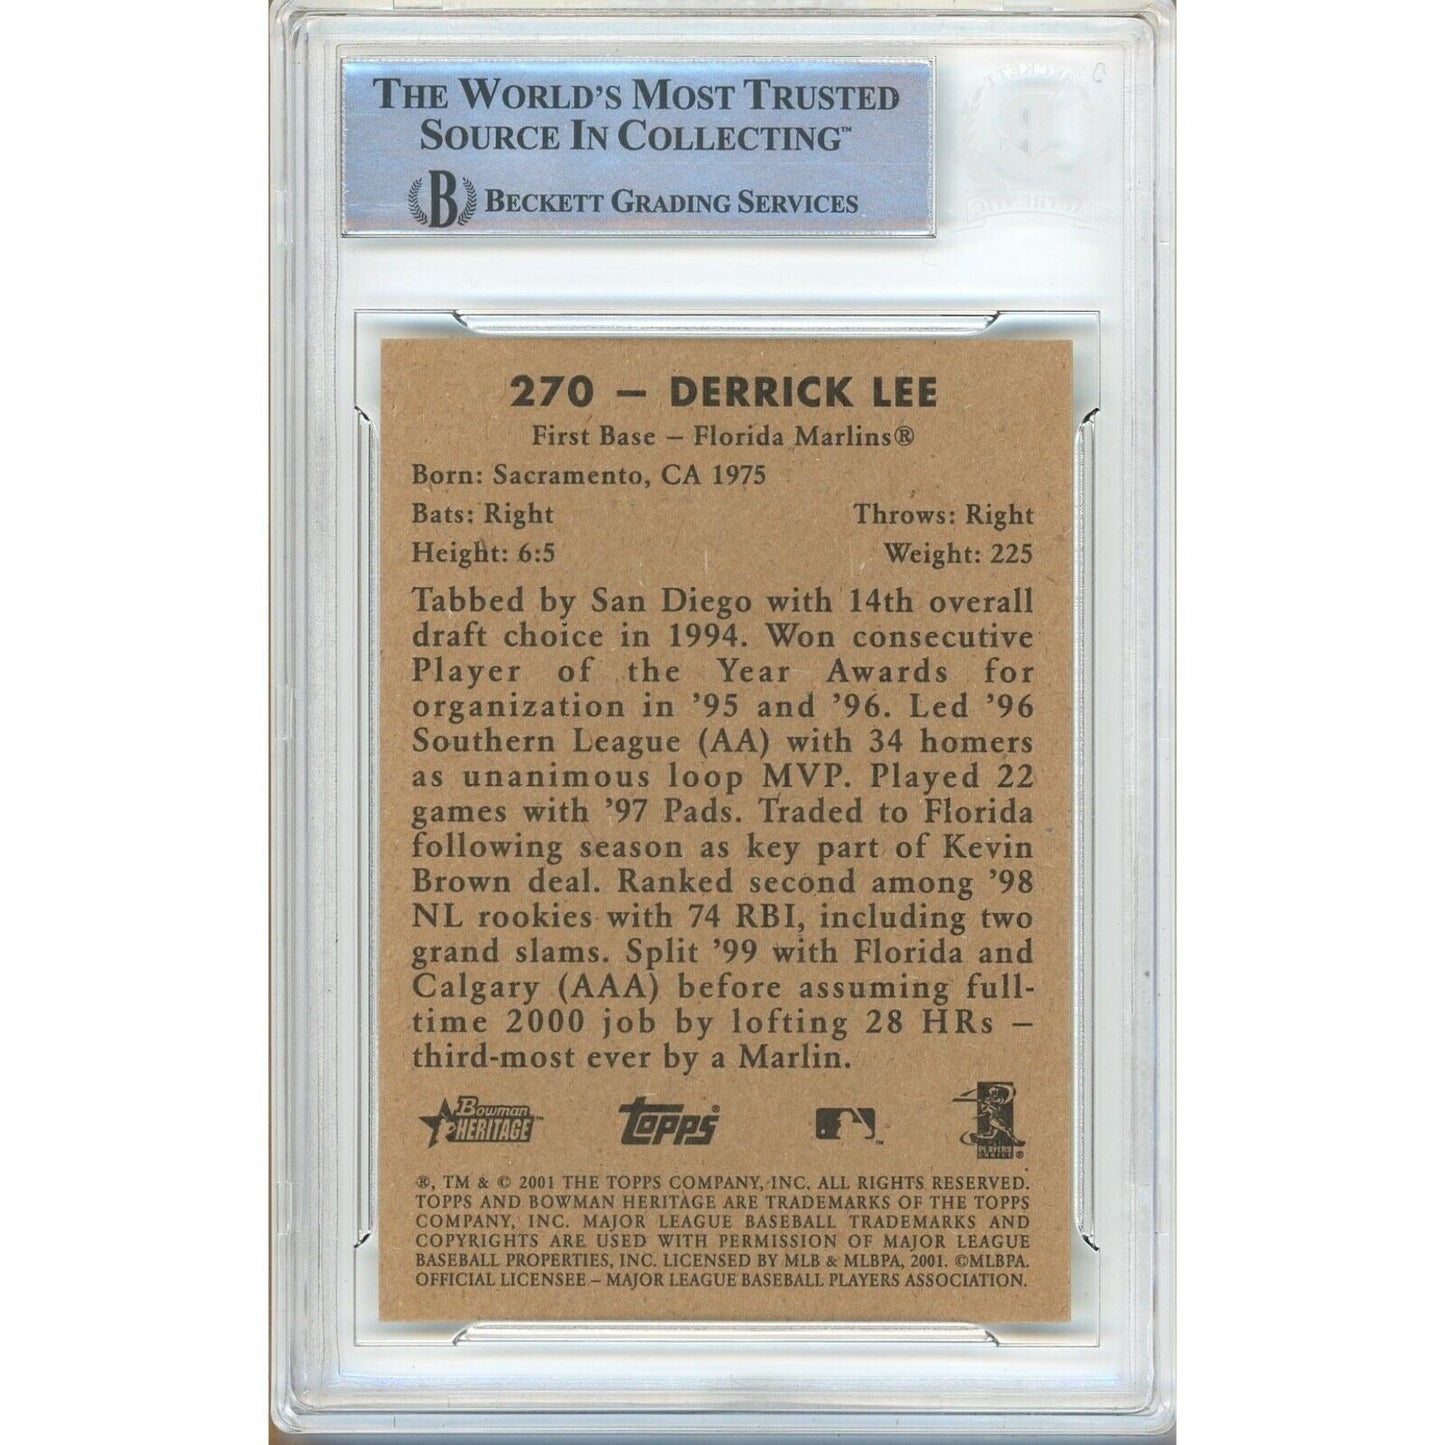 THE WORLD'S MOST TRUSTED
SOURCE IN COLLECTING™
B BECKETT GRADING SERVICES
270 – DERRICK LEE
First Base – Florida Marlins®
Born: Sacramento, CA 1975
Bats: Right Throws: Right
Height: 6:5 Weight: 225
Tabbed by San Diego with 14th overall
draft choice in 1994. Won consecutive
Player of the Year Awards for
organization in ’95 and ’96. Led ’96
Southern League (AA) with 34 homers
as unanimous loop MVP. Played 22
games with ’97 Pads. Traded to Florida
following season as key part of Kevin
Brown deal. Ranked second among ’98
NL rookies with 74 RBI, including two
grand slams. Split ’99 with Florida and
Calgary (AAA) before assuming full-
time 2000 job by lofting 28 HRs –
third-most ever by a Marlin.
Bowman HERITAGE™ Topps® ™ PLAYERS CHOICE®
®, TM & © 2001 THE TOPPS COMPANY, INC. ALL RIGHTS RESERVED.
TOPPS AND BOWMAN HERITAGE ARE TRADEMARKS OF THE TOPPS
COMPANY, INC. MAJOR LEAGUE BASEBALL TRADEMARKS AND
COPYRIGHTS ARE USED WITH PERMISSION OF MAJOR LEAGUE
BASEBALL PROPERTIES, INC. LICENSED BY MLB & MLBPA, 2001. ©MLBPA.
OFFICIAL LICENSEE – MAJOR LEAGUE BASEBALL PLAYERS ASSOCIATION.